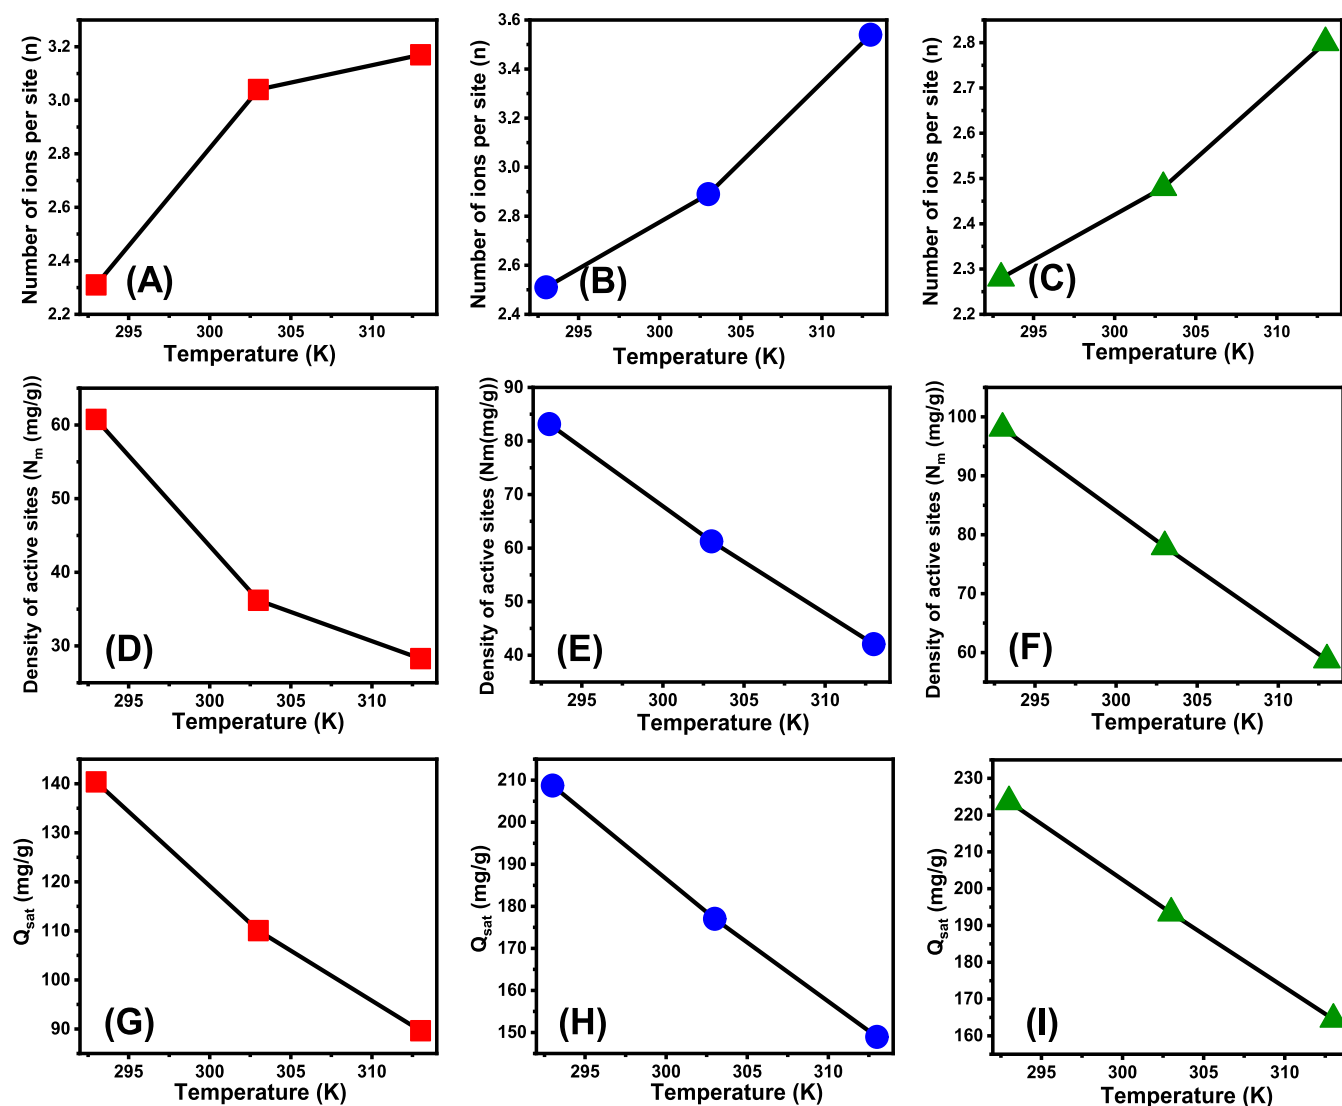 Number of ions per site (n)
3.2
3.0
2.8
2.6
2.4
2.2
(A)
295 300 305 310
Temperature (K)
Number of ions per site (n)
3.6
3.4
3.2
3.0
2.8
2.6
2.4
(B)
295 300 305 310
Temperature (K)
Number of ions per site (n)
2.8
2.7
2.6
2.5
2.4
2.3
2.2
(C)
295 300 305 310
Temperature (K)
Density of active sites (Nm (mg/g))
60
50
40
30
(D)
295 300 305 310
Temperature (K)
Density of active sites (Nm(mg/g))
90
80
70
60
50
40
(E)
295 300 305 310
Temperature (K)
Density of active sites (Nm (mg/g))
100
90
80
70
60
(F)
295 300 305 310
Temperature (K)
Qsat (mg/g)
140
130
120
110
100
90
(G)
295 300 305 310
Temperature (K)
Qsat (mg/g)
210
200
190
180
170
160
150
(H)
295 300 305 310
Temperature (K)
Qsat (mg/g)
230
220
210
200
190
180
170
160
(I)
295 300 305 310
Temperature (K)